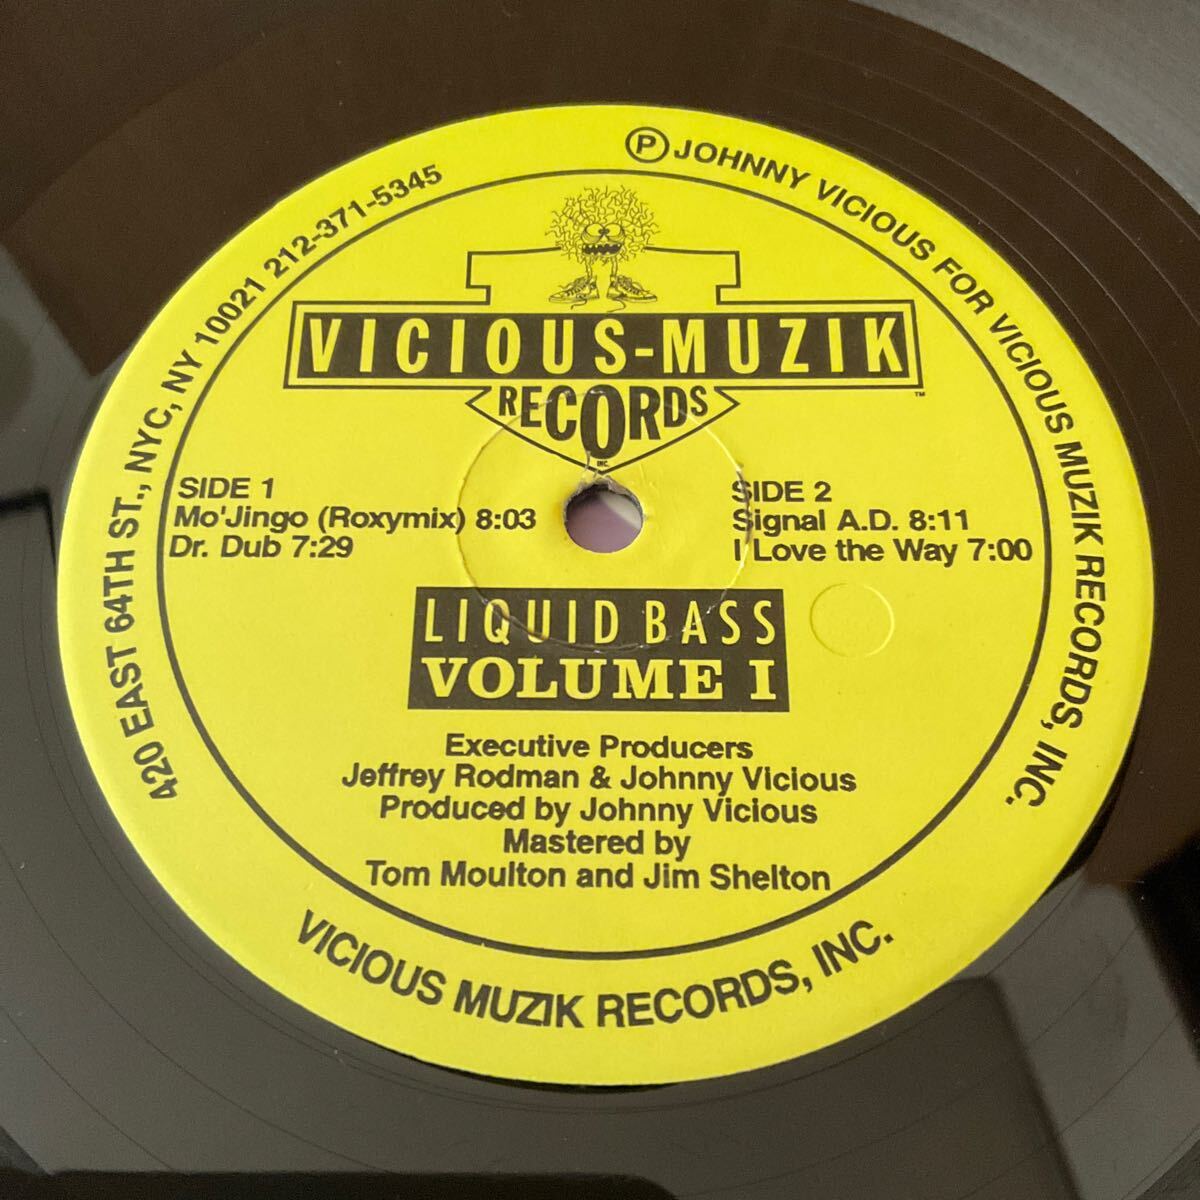 Ⓟ JOHNNY VICIOUS FOR VICIOUS MUZIK RECORDS, INC.
420 EAST 64TH ST., NYC, NY 10021 212-371-5345
VICIOUS-MUZIK
™
RECORDS
INC.
SIDE 1
Mo'Jingo (Roxymix) 8:03
Dr. Dub 7:29
SIDE 2
Signal A.D. 8:11
I Love the Way 7:00
LIQUID BASS
VOLUME I
Executive Producers
Jeffrey Rodman & Johnny Vicious
Produced by Johnny Vicious
Mastered by
Tom Moulton and Jim Shelton
VICIOUS MUZIK RECORDS, INC.